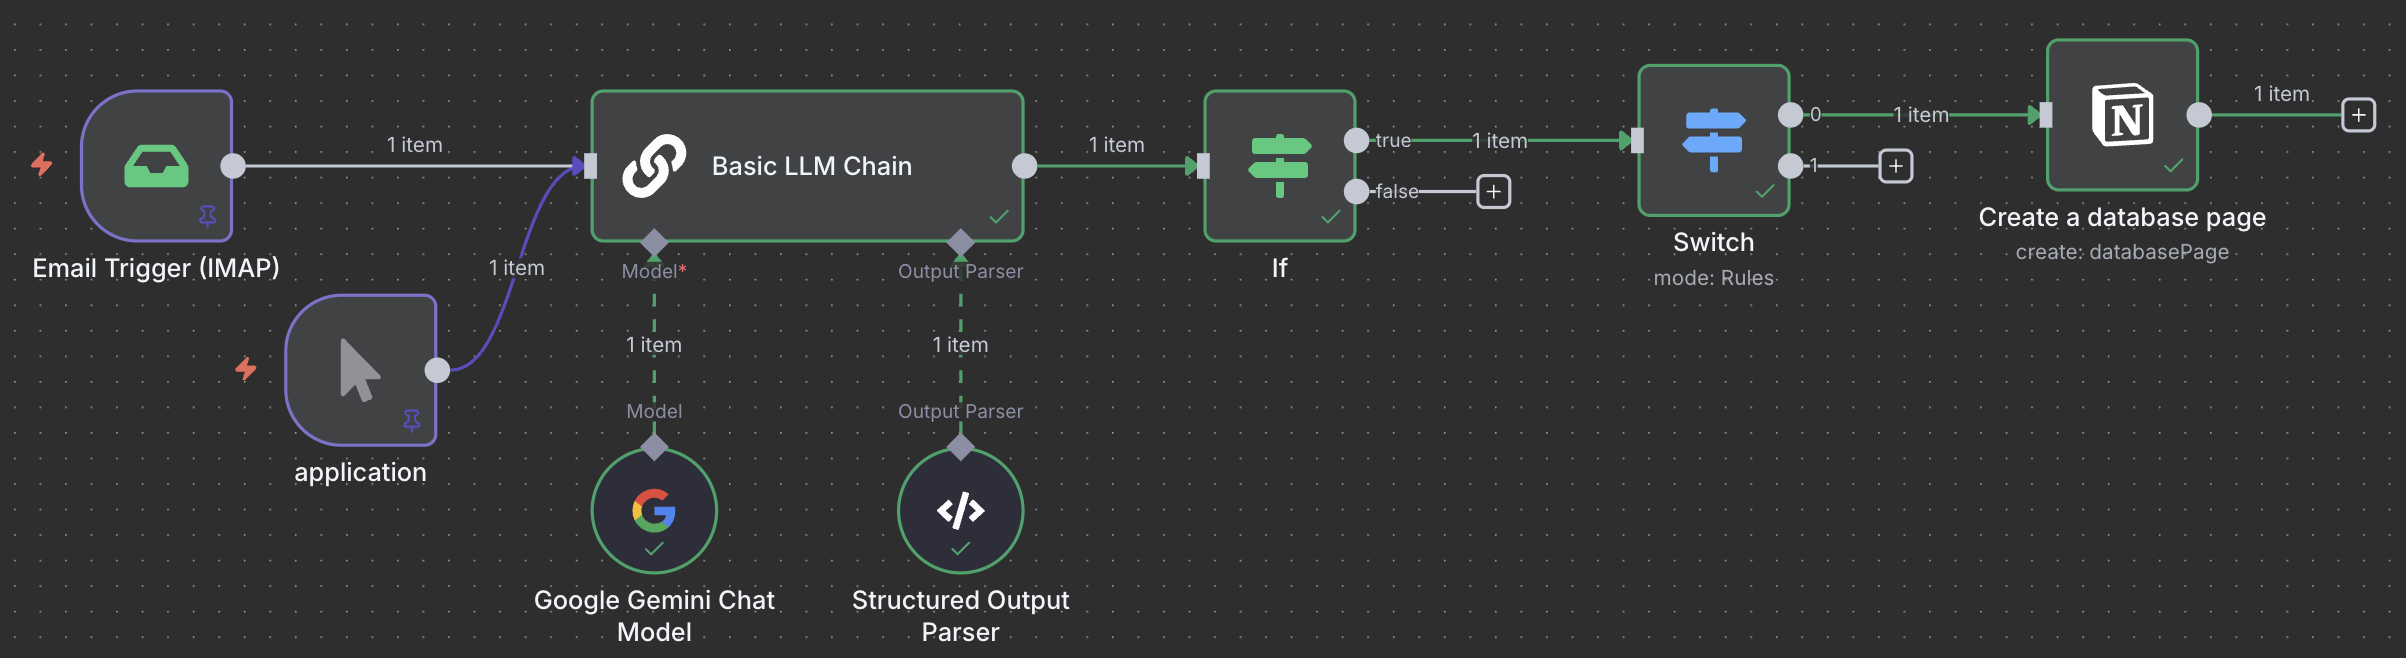 1 item
Email Trigger (IMAP)
1 item
application
Basic LLM Chain
Model*
Output Parser
1 item
1 item
Model
Output Parser
Google Gemini Chat
Model
Structured Output
Parser
1 item
true
1 item
false
If
Switch
mode: Rules
0
1 item
1
N
Create a database page
create: databasePage
1 item